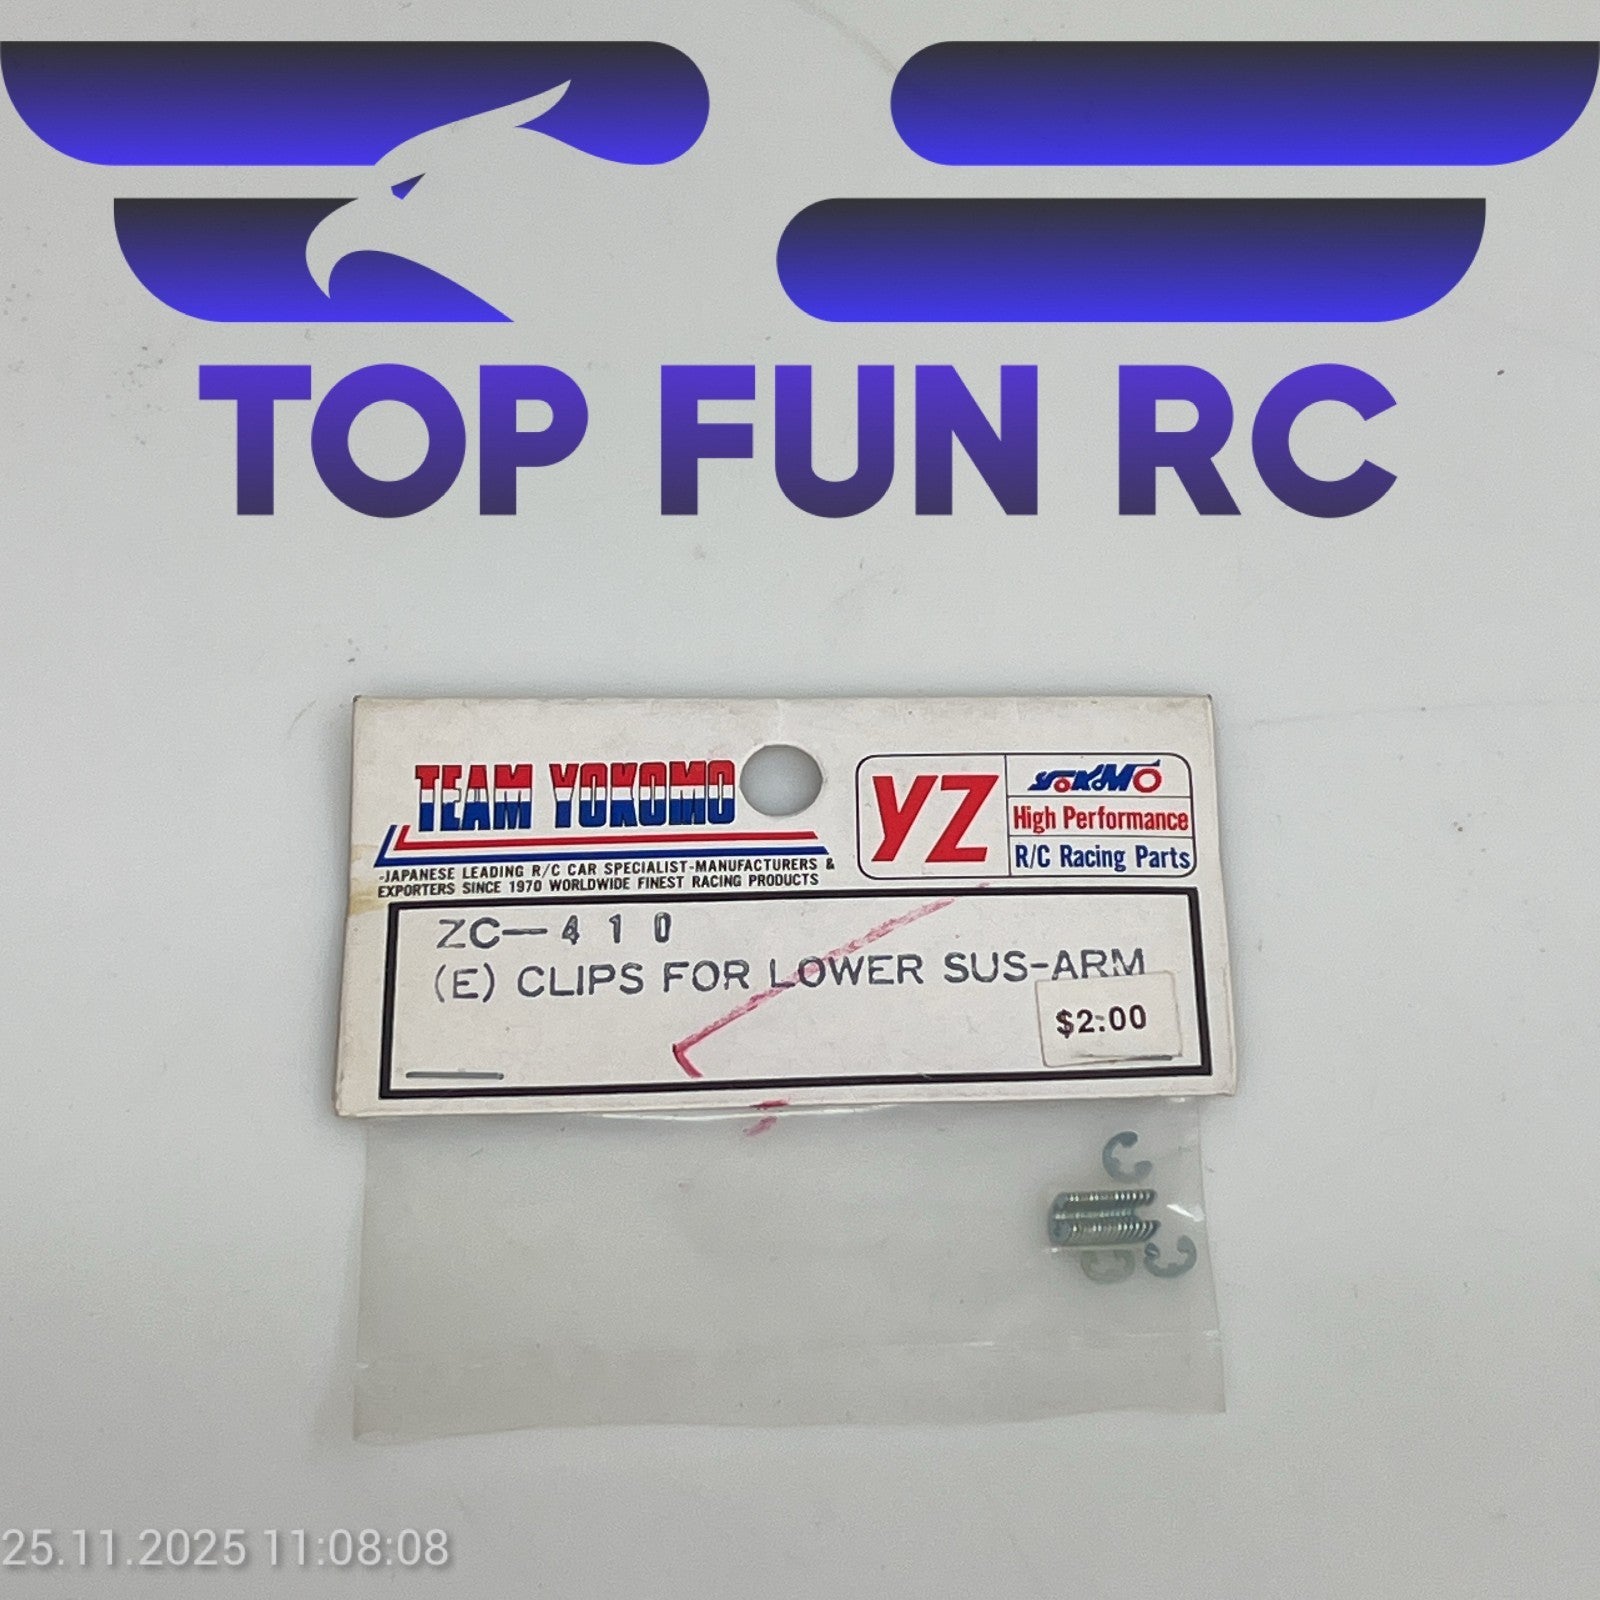 TOP FUN RC
TEAM YOKOMO
-JAPANESE LEADING R/C CAR SPECIALIST-MANUFACTURERS &
EXPORTERS SINCE 1970 WORLDWIDE FINEST RACING PRODUCTS
YZ
YOKOMO
High Performance
R/C Racing Parts
ZC-410
(E) CLIPS FOR LOWER SUS-ARM
$2.00
25.11.2025 11:08:08